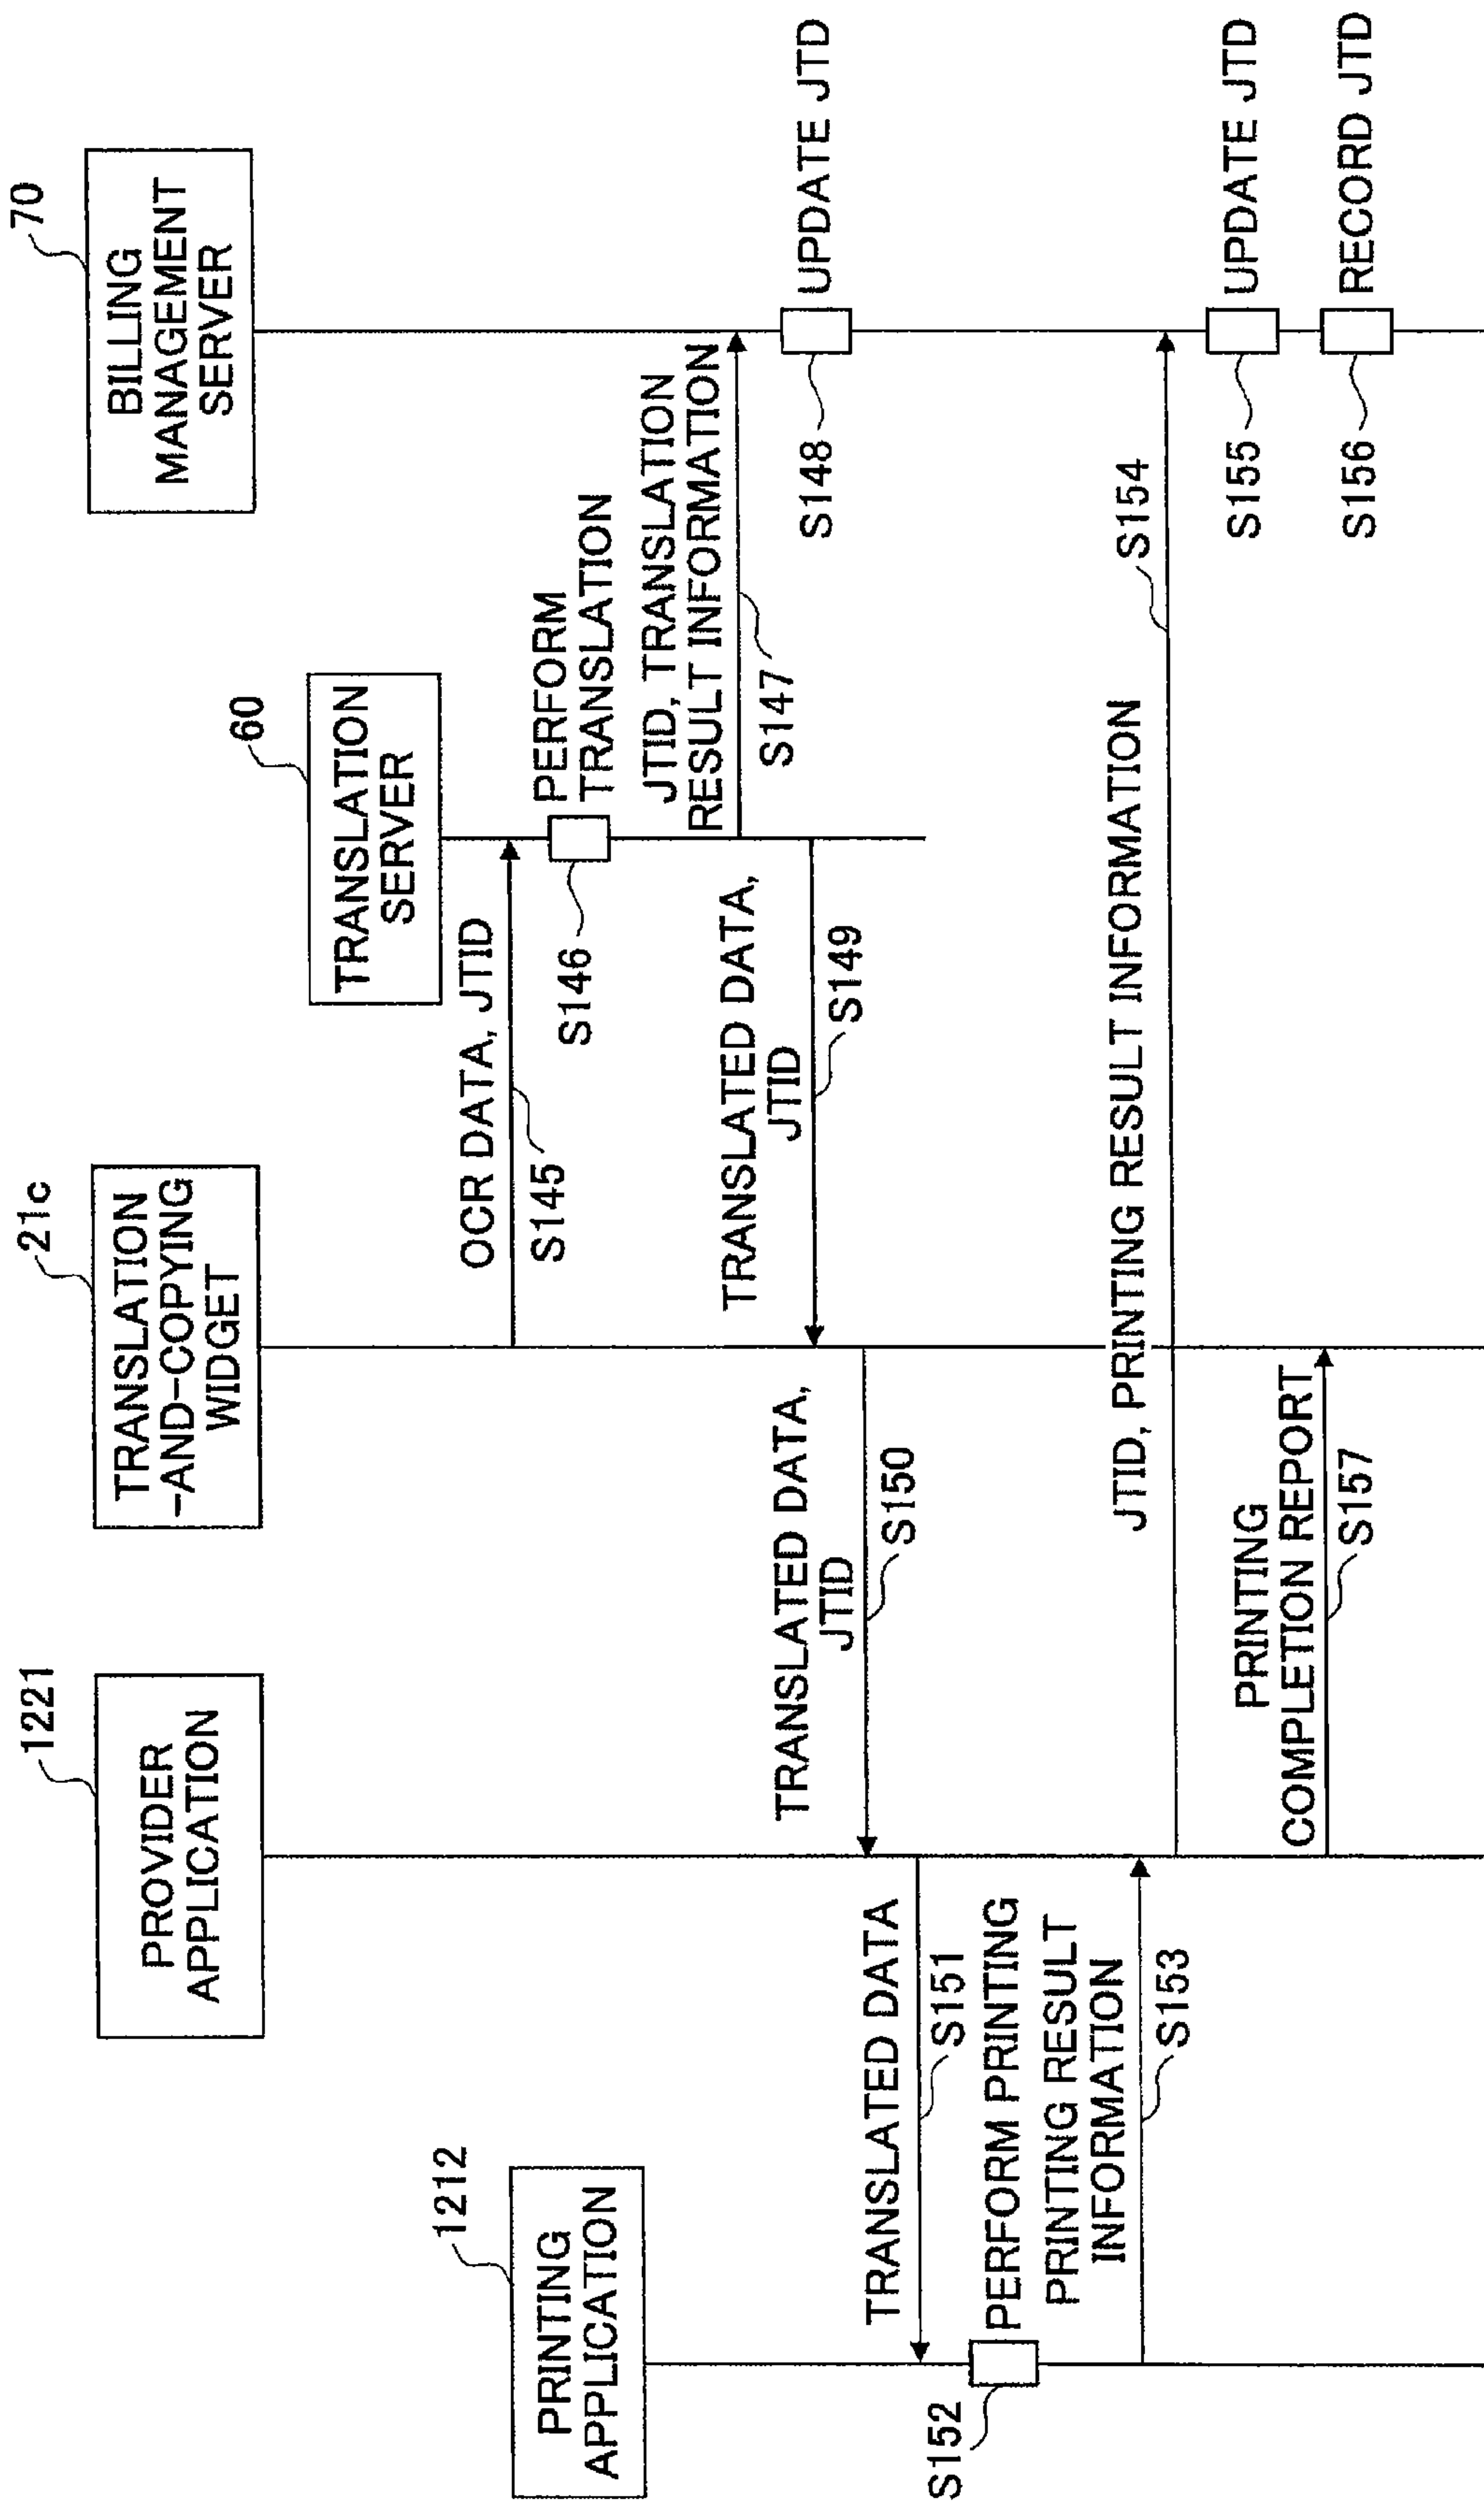 1212
PRINTING
APPLICATION
1221
PROVIDER
APPLICATION
21c
TRANSLATION
-AND-COPYING
WIDGET
60
TRANSLATION
SERVER
70
BILLING
MANAGEMENT
SERVER
OCR DATA, JTID
S145
PERFORM
TRANSLATION
S146
JTID, TRANSLATION
RESULT INFORMATION
S147
UPDATE JTD
S148
TRANSLATED DATA,
JTID
S149
TRANSLATED DATA,
JTID
S150
TRANSLATED DATA
S151
PERFORM PRINTING
S152
PRINTING RESULT
INFORMATION
S153
JTID, PRINTING RESULT INFORMATION
S154
UPDATE JTD
S155
RECORD JTD
S156
PRINTING
COMPLETION REPORT
S157